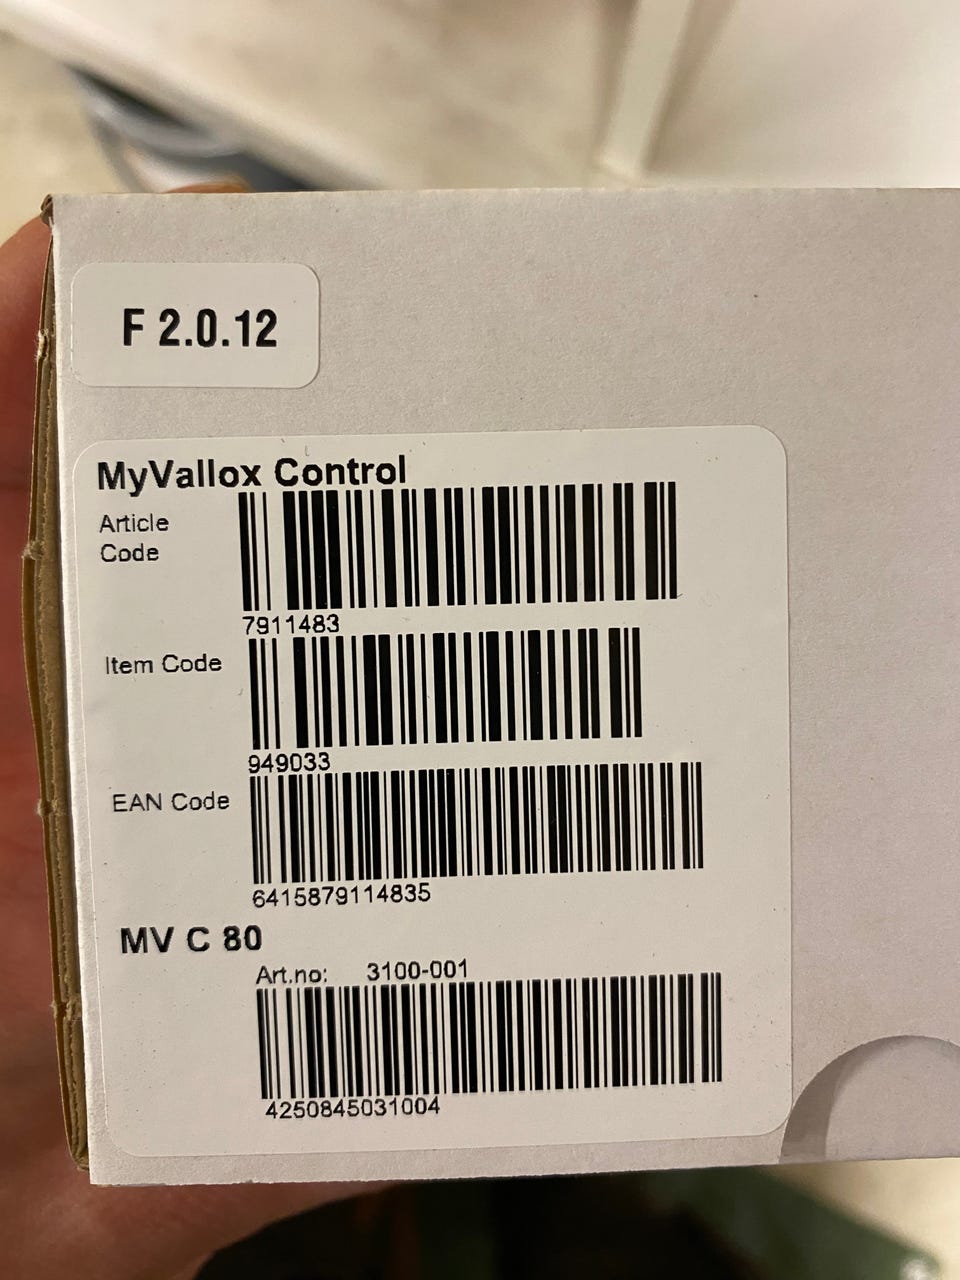 F 2.0.12
MyVallox Control
Article
Code
7911483
Item Code
949033
EAN Code
6415879114835
MV C 80
Art.no: 3100-001
4250845031004